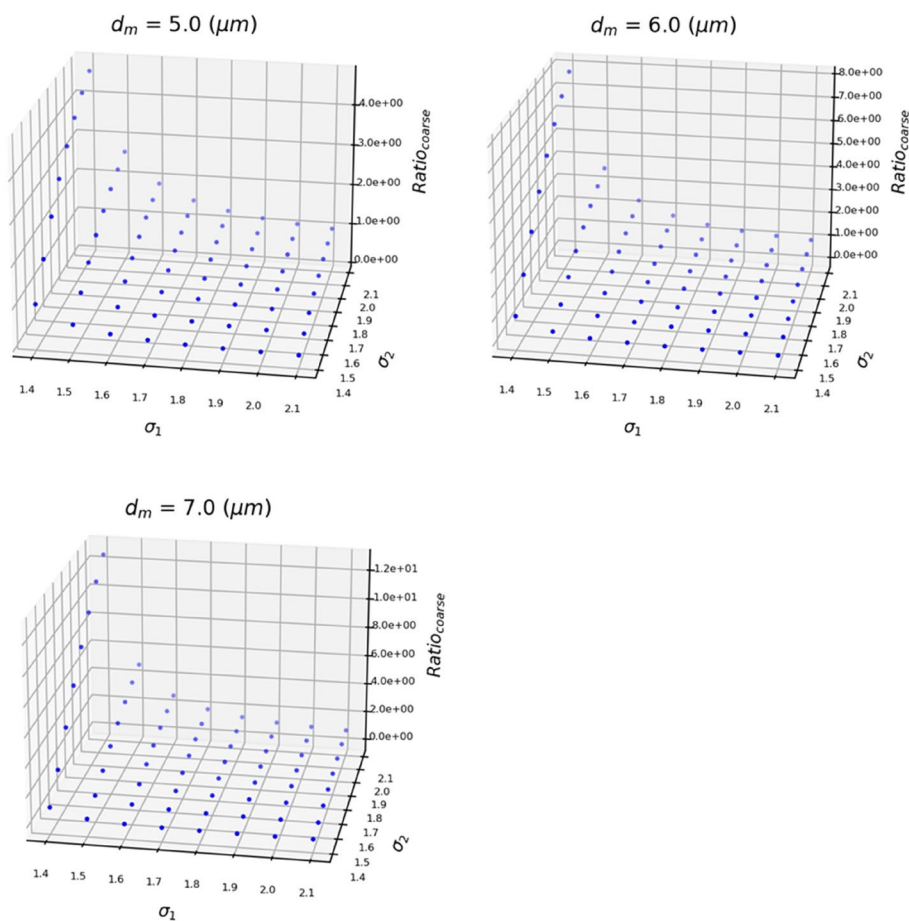 d_m = 5.0 (μm)
4.0e+00
3.0e+00
2.0e+00
1.0e+00
0.0e+00
Ratio_coarse
2.1
2.0
1.9
1.8
1.7
1.6
1.5
1.4
σ_2
1.4 1.5 1.6 1.7 1.8 1.9 2.0 2.1
σ_1
d_m = 6.0 (μm)
8.0e+00
7.0e+00
6.0e+00
5.0e+00
4.0e+00
3.0e+00
2.0e+00
1.0e+00
0.0e+00
Ratio_coarse
2.1
2.0
1.9
1.8
1.7
1.6
1.5
1.4
σ_2
1.4 1.5 1.6 1.7 1.8 1.9 2.0 2.1
σ_1
d_m = 7.0 (μm)
1.2e+01
1.0e+01
8.0e+00
6.0e+00
4.0e+00
2.0e+00
0.0e+00
Ratio_coarse
2.1
2.0
1.9
1.8
1.7
1.6
1.5
1.4
σ_2
1.4 1.5 1.6 1.7 1.8 1.9 2.0 2.1
σ_1